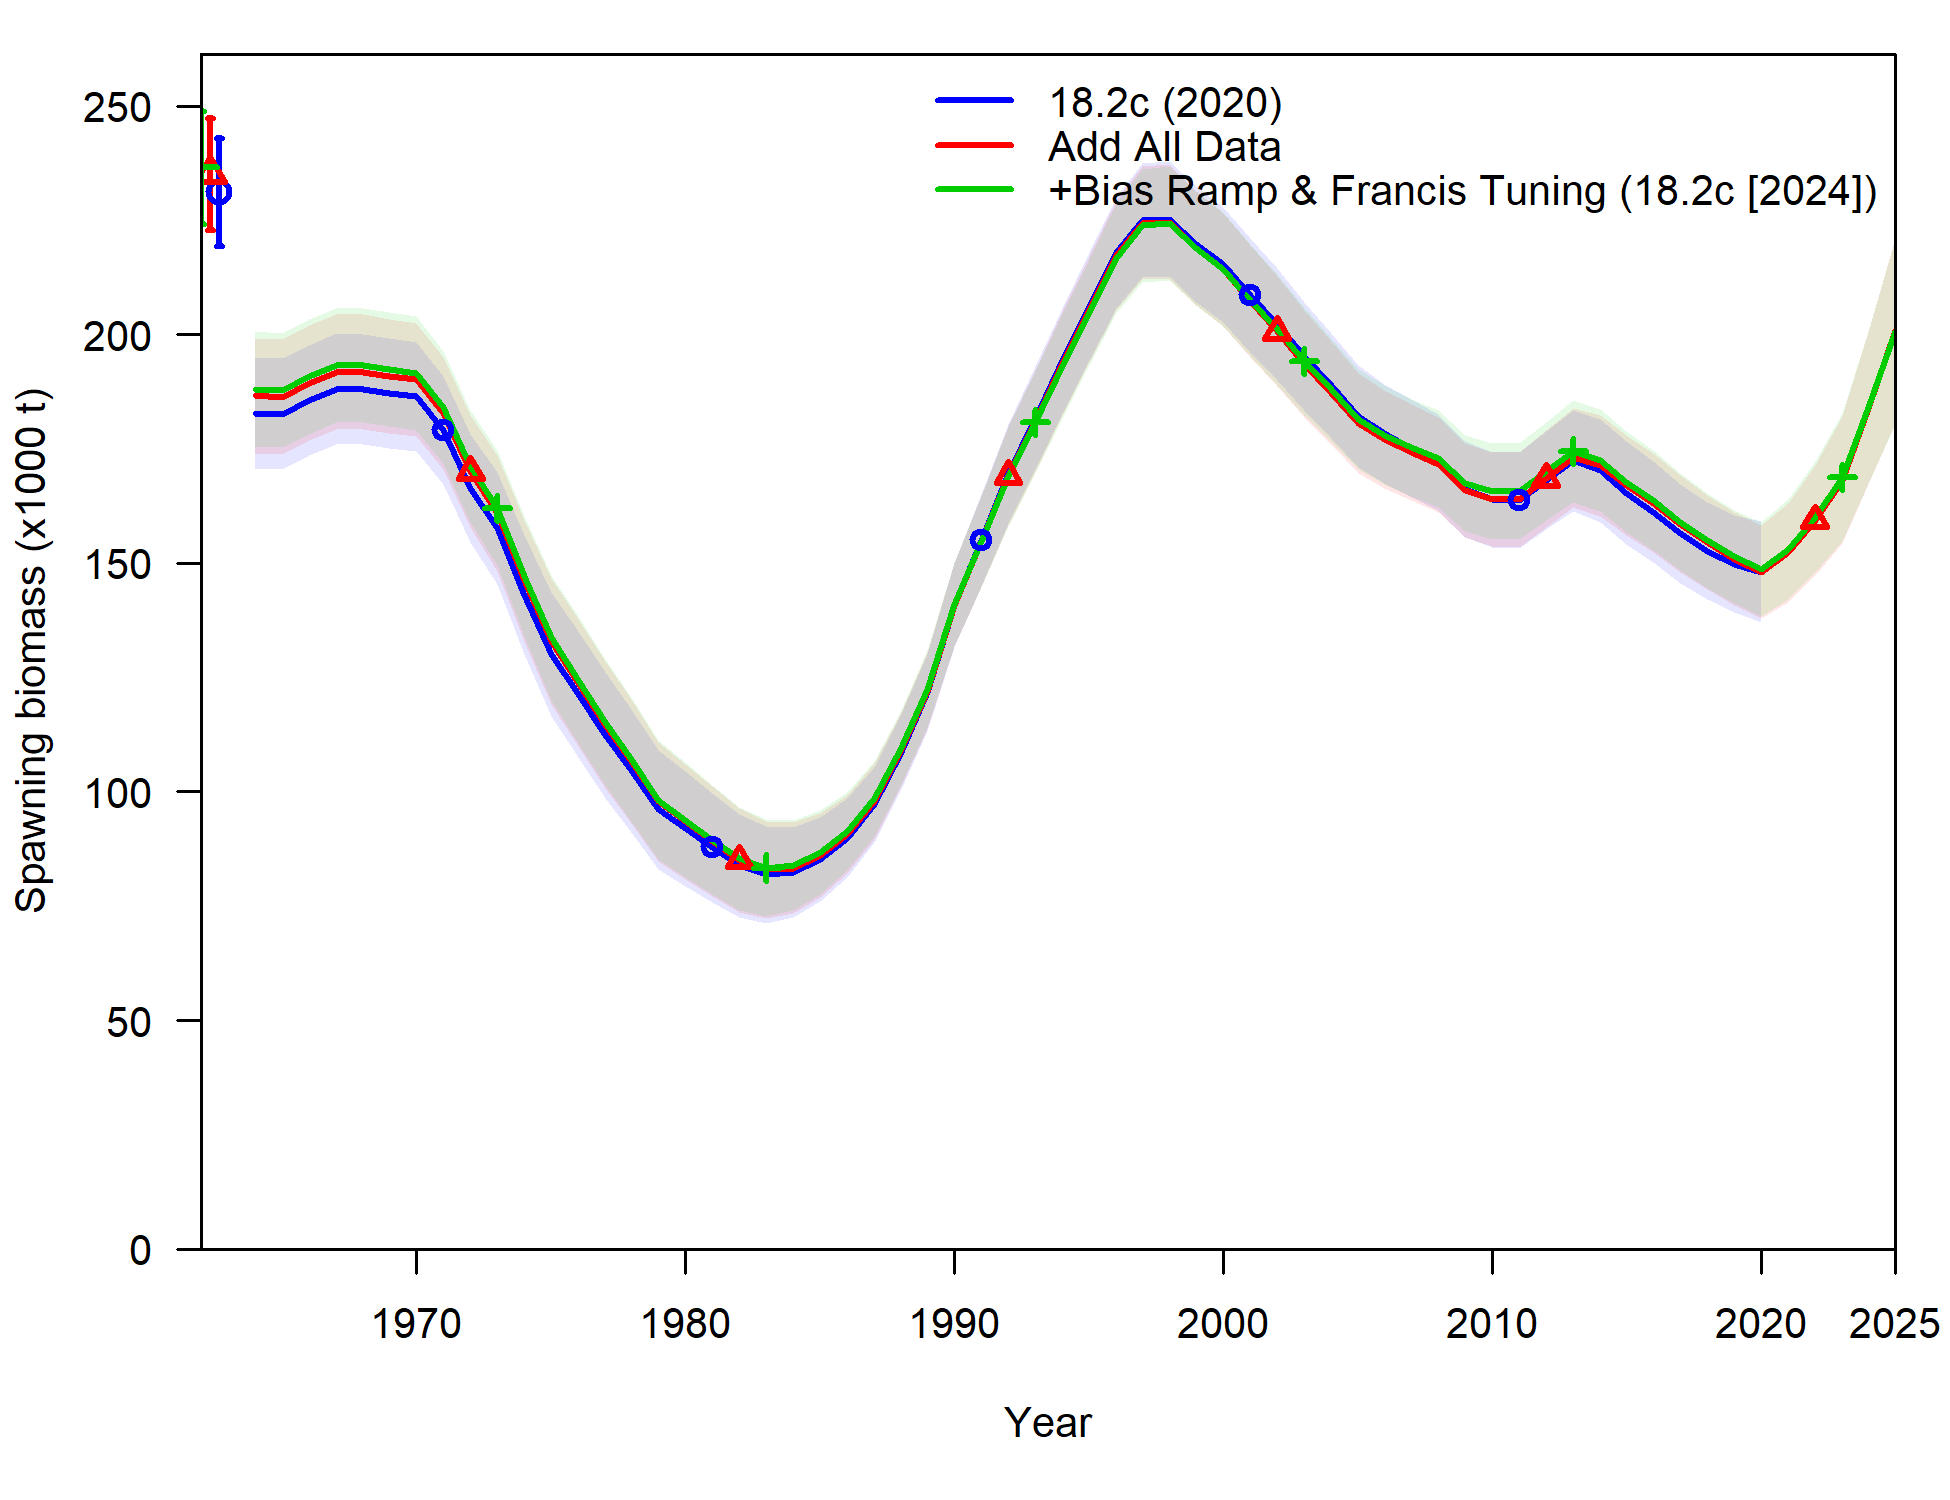 18.2c (2020)
Add All Data
+Bias Ramp & Francis Tuning (18.2c [2024])
250
200
150
100
50
0
Spawning biomass (x1000 t)
1970 1980 1990 2000 2010 2020 2025
Year